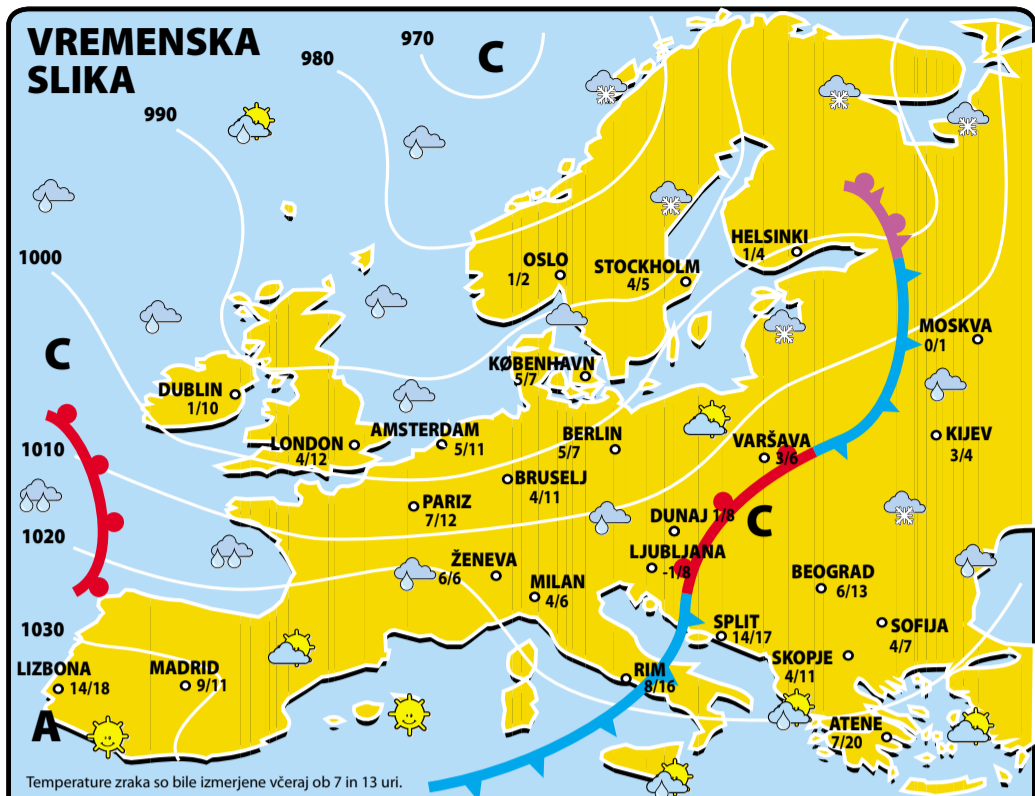 VREMENSKA
SLIKA
970
C
980
990
1000
HELSINKI
1/4
OSLO
1/2
STOCKHOLM
4/5
MOSKVA
0/1
C
KØBENHAVN
5/7
DUBLIN
1/10
LONDON
4/12
AMSTERDAM
5/11
BERLIN
5/7
VARŠAVA
3/6
KIJEV
3/4
1010
BRUSELJ
4/11
PARIZ
7/12
DUNAJ 1/8
C
1020
ŽENEVA
6/6
LJUBLJANA
-1/8
MILAN
4/6
BEOGRAD
6/13
1030
SPLIT
14/17
SOFIJA
4/7
LIZBONA
14/18
MADRID
9/11
RIM
8/16
SKOPJE
4/11
A
ATENE
7/20
Temperature zraka so bile izmerjene včeraj ob 7 in 13 uri.